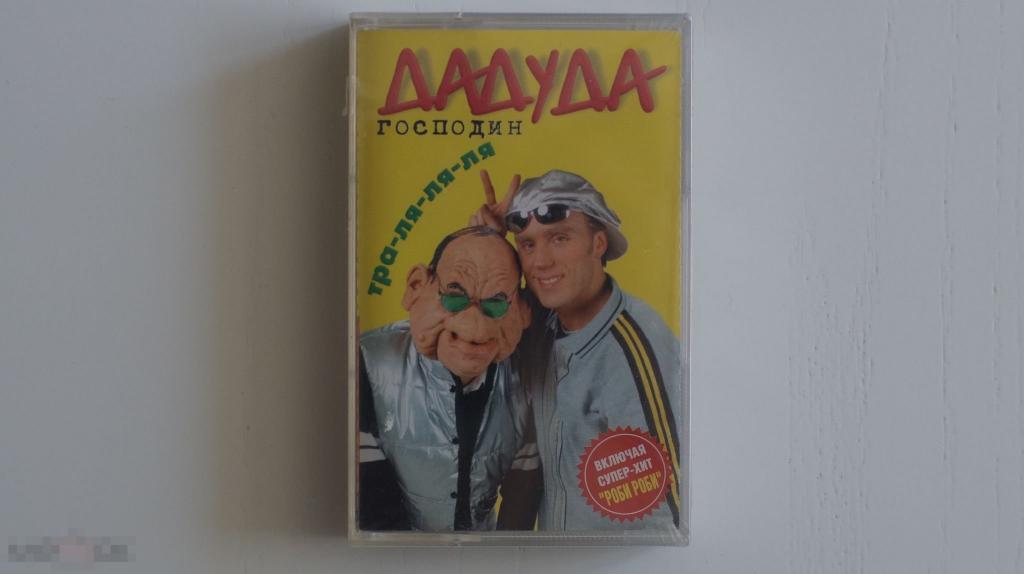 ДАДУДА
господин
тра-ля-ля-ля
ВКЛЮЧАЯ
СУПЕР-ХИТ
"РОБИ РОБИ"